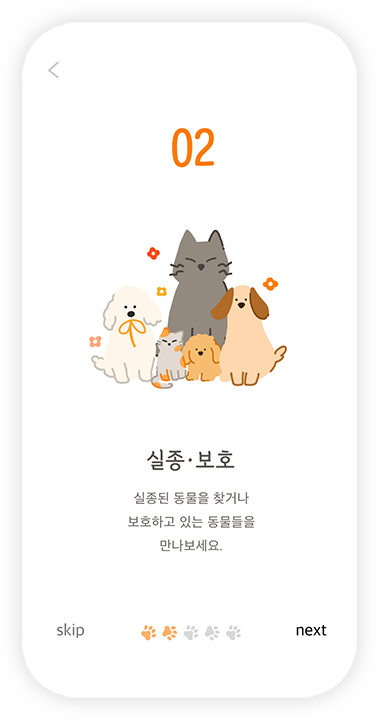 02
실종·보호
실종된 동물을 찾거나
보호하고 있는 동물들을
만나보세요.
skip
next